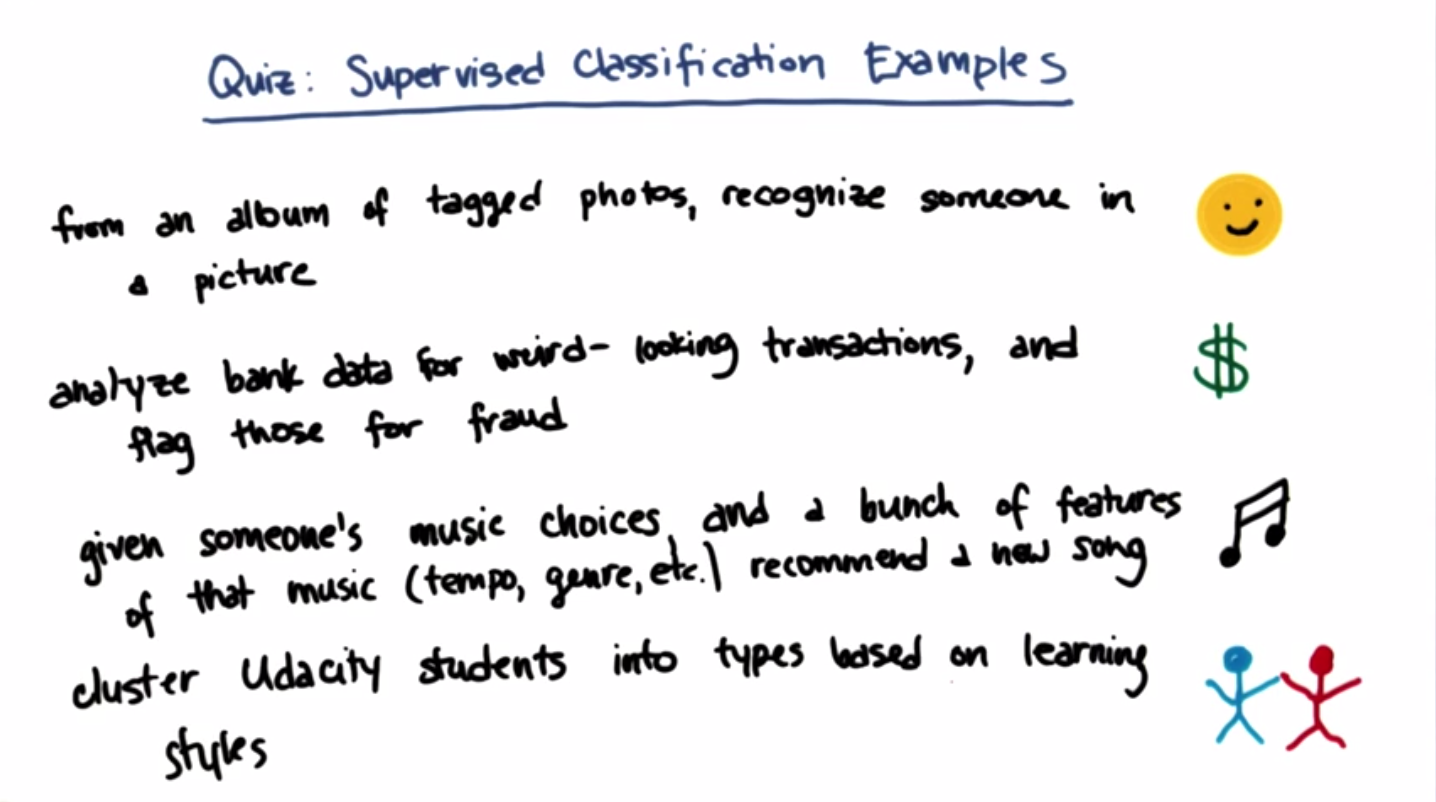 Quiz: Supervised Classification Examples
from an album of tagged photos, recognize someone in
a picture
analyze bank data for weird-looking transactions, and
flag those for fraud
given someone's music choices, and a bunch of features
of that music (tempo, genre, etc.) recommend a new song
cluster Udacity students into types based on learning
styles
$